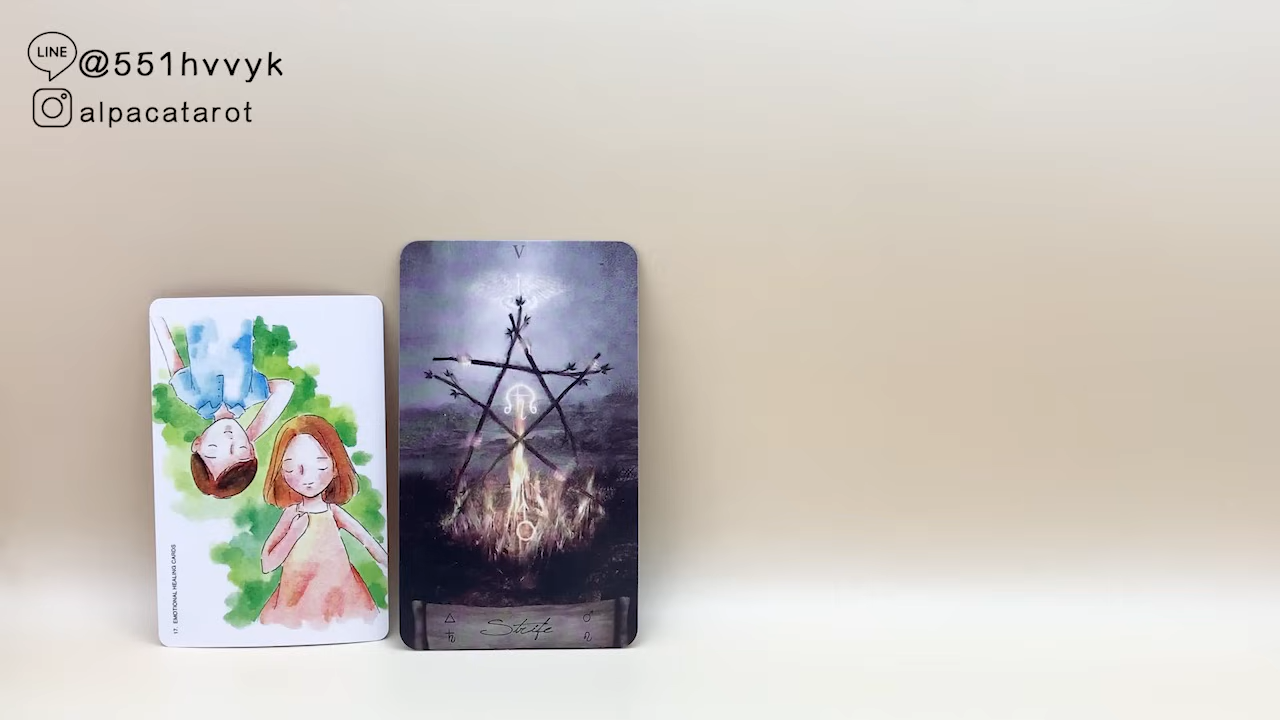 LINE @551hvvyk
alpacatarot
V
17. EMOTIONAL HEALING CARDS
Strife